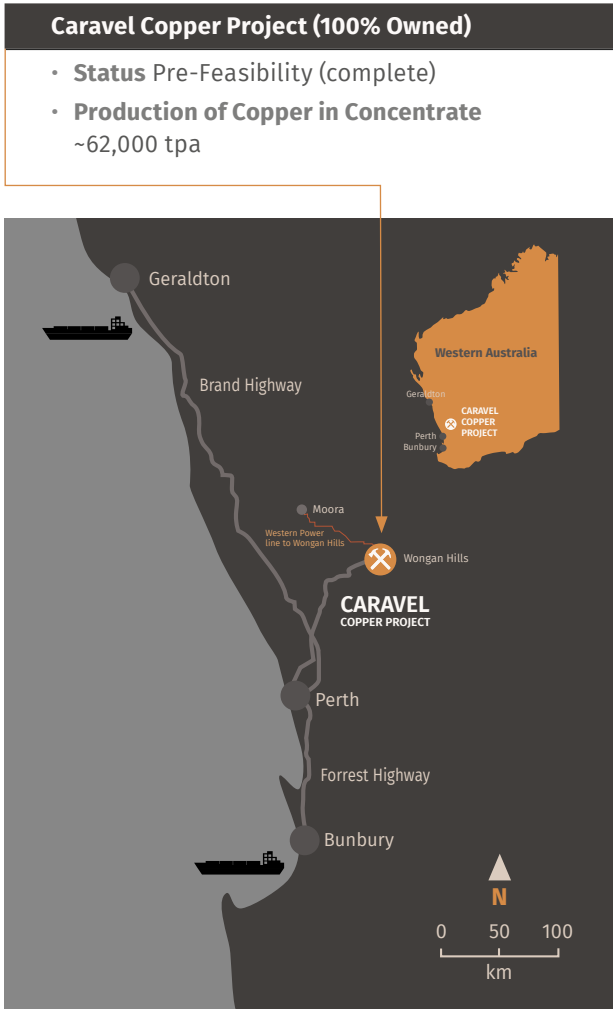 Caravel Copper Project (100% Owned)
• Status Pre-Feasibility (complete)
• Production of Copper in Concentrate
~62,000 tpa
Geraldton
Brand Highway
Western Australia
Geraldton
CARAVEL
COPPER
PROJECT
Perth
Bunbury
Moora
Western Power
line to Wongan Hills
Wongan Hills
CARAVEL
COPPER PROJECT
Perth
Forrest Highway
Bunbury
N
0 50 100
km